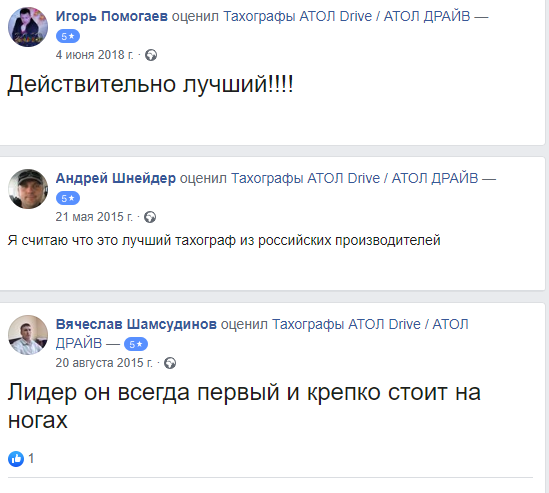 Игорь Помогаев оценил Тахографы АТОЛ Drive / АТОЛ ДРАЙВ —
5★
4 июня 2018 г. ·
Действительно лучший!!!!
Андрей Шнейдер оценил Тахографы АТОЛ Drive / АТОЛ ДРАЙВ —
5★
21 мая 2015 г. ·
Я считаю что это лучший тахограф из российских производителей
Вячеслав Шамсудинов оценил Тахографы АТОЛ Drive / АТОЛ
ДРАЙВ — 5★
20 августа 2015 г. ·
Лидер он всегда первый и крепко стоит на
ногах
1